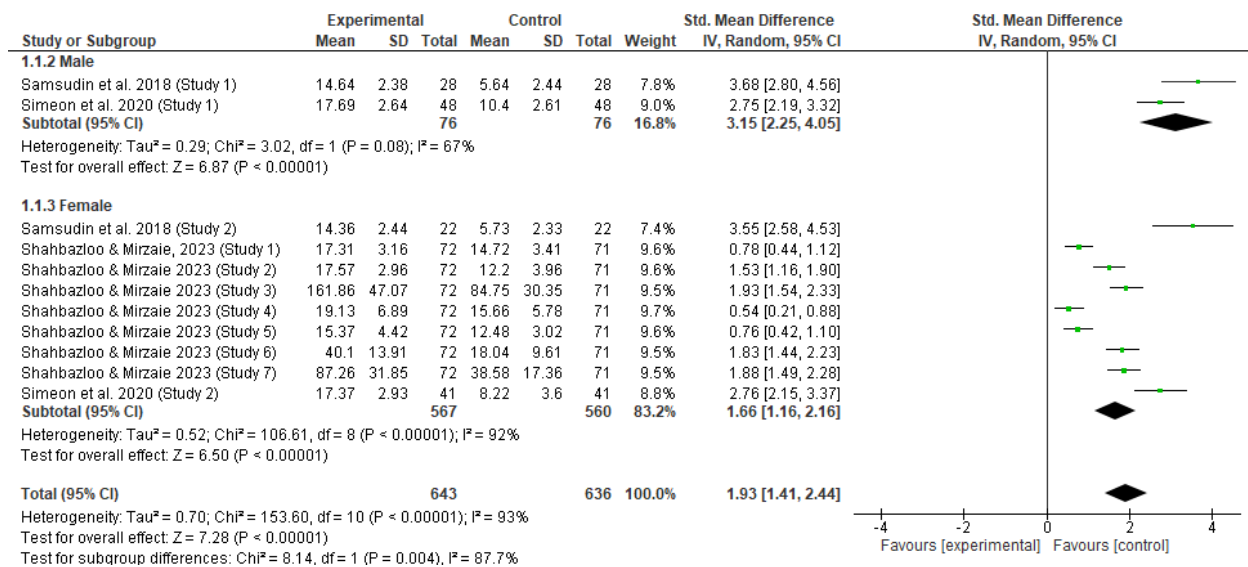 Experimental Control Std. Mean Difference Std. Mean Difference
Study or Subgroup Mean SD Total Mean SD Total Weight IV, Random, 95% CI IV, Random, 95% CI
1.1.2 Male
Samsudin et al. 2018 (Study 1) 14.64 2.38 28 5.64 2.44 28 7.8% 3.68 [2.80, 4.56]
Simeon et al. 2020 (Study 1) 17.69 2.64 48 10.4 2.61 48 9.0% 2.75 [2.19, 3.32]
Subtotal (95% CI) 76 76 16.8% 3.15 [2.25, 4.05]
Heterogeneity: Tau² = 0.29; Chi² = 3.02, df = 1 (P = 0.08); I² = 67%
Test for overall effect: Z = 6.87 (P < 0.00001)
1.1.3 Female
Samsudin et al. 2018 (Study 2) 14.36 2.44 22 5.73 2.33 22 7.4% 3.55 [2.58, 4.53]
Shahbazloo & Mirzaie, 2023 (Study 1) 17.31 3.16 72 14.72 3.41 71 9.6% 0.78 [0.44, 1.12]
Shahbazloo & Mirzaie 2023 (Study 2) 17.57 2.96 72 12.2 3.96 71 9.6% 1.53 [1.16, 1.90]
Shahbazloo & Mirzaie 2023 (Study 3) 161.86 47.07 72 84.75 30.35 71 9.5% 1.93 [1.54, 2.33]
Shahbazloo & Mirzaie 2023 (Study 4) 19.13 6.89 72 15.66 5.78 71 9.7% 0.54 [0.21, 0.88]
Shahbazloo & Mirzaie 2023 (Study 5) 15.37 4.42 72 12.48 3.02 71 9.6% 0.76 [0.42, 1.10]
Shahbazloo & Mirzaie 2023 (Study 6) 40.1 13.91 72 18.04 9.61 71 9.5% 1.83 [1.44, 2.23]
Shahbazloo & Mirzaie 2023 (Study 7) 87.26 31.85 72 38.58 17.36 71 9.5% 1.88 [1.49, 2.28]
Simeon et al. 2020 (Study 2) 17.37 2.93 41 8.22 3.6 41 8.8% 2.76 [2.15, 3.37]
Subtotal (95% CI) 567 560 83.2% 1.66 [1.16, 2.16]
Heterogeneity: Tau² = 0.52; Chi² = 106.61, df = 8 (P < 0.00001); I² = 92%
Test for overall effect: Z = 6.50 (P < 0.00001)
Total (95% CI) 643 636 100.0% 1.93 [1.41, 2.44]
Heterogeneity: Tau² = 0.70; Chi² = 153.60, df = 10 (P < 0.00001); I² = 93%
Test for overall effect: Z = 7.28 (P < 0.00001)
Test for subgroup differences: Chi² = 8.14, df = 1 (P = 0.004), I² = 87.7%
-4 -2 0 2 4
Favours [experimental] Favours [control]